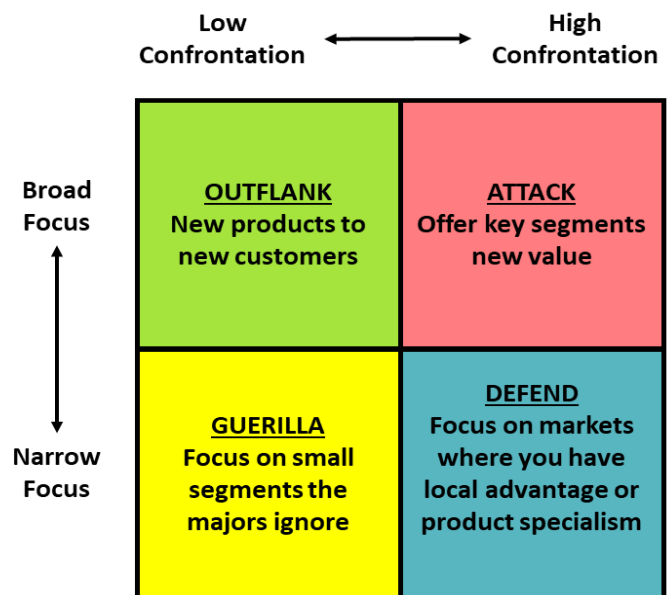 Low
Confrontation
High
Confrontation
Broad
Focus
OUTFLANK
New products to
new customers
ATTACK
Offer key segments
new value
Narrow
Focus
GUERILLA
Focus on small
segments the
majors ignore
DEFEND
Focus on markets
where you have
local advantage or
product specialism